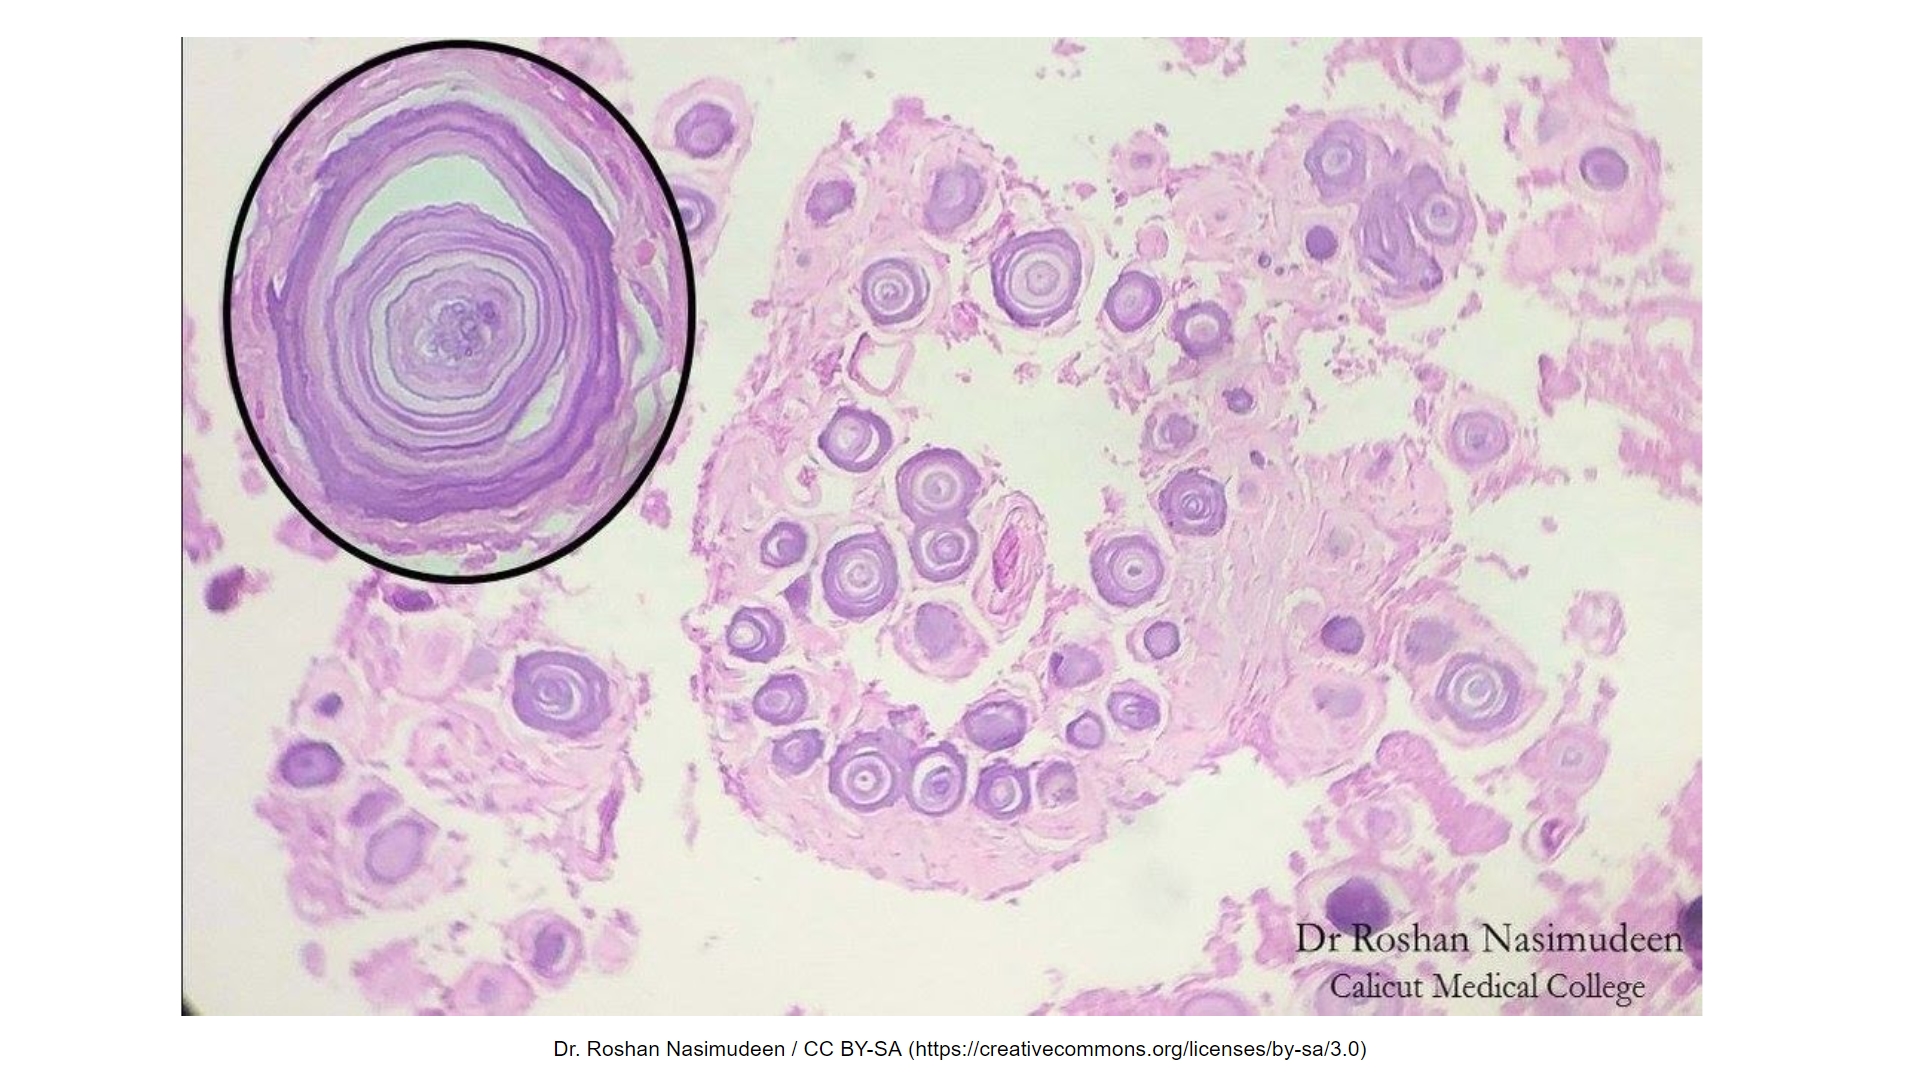 Dr Roshan Nasimudeen
Calicut Medical College
Dr. Roshan Nasimudeen / CC BY-SA (https://creativecommons.org/licenses/by-sa/3.0)